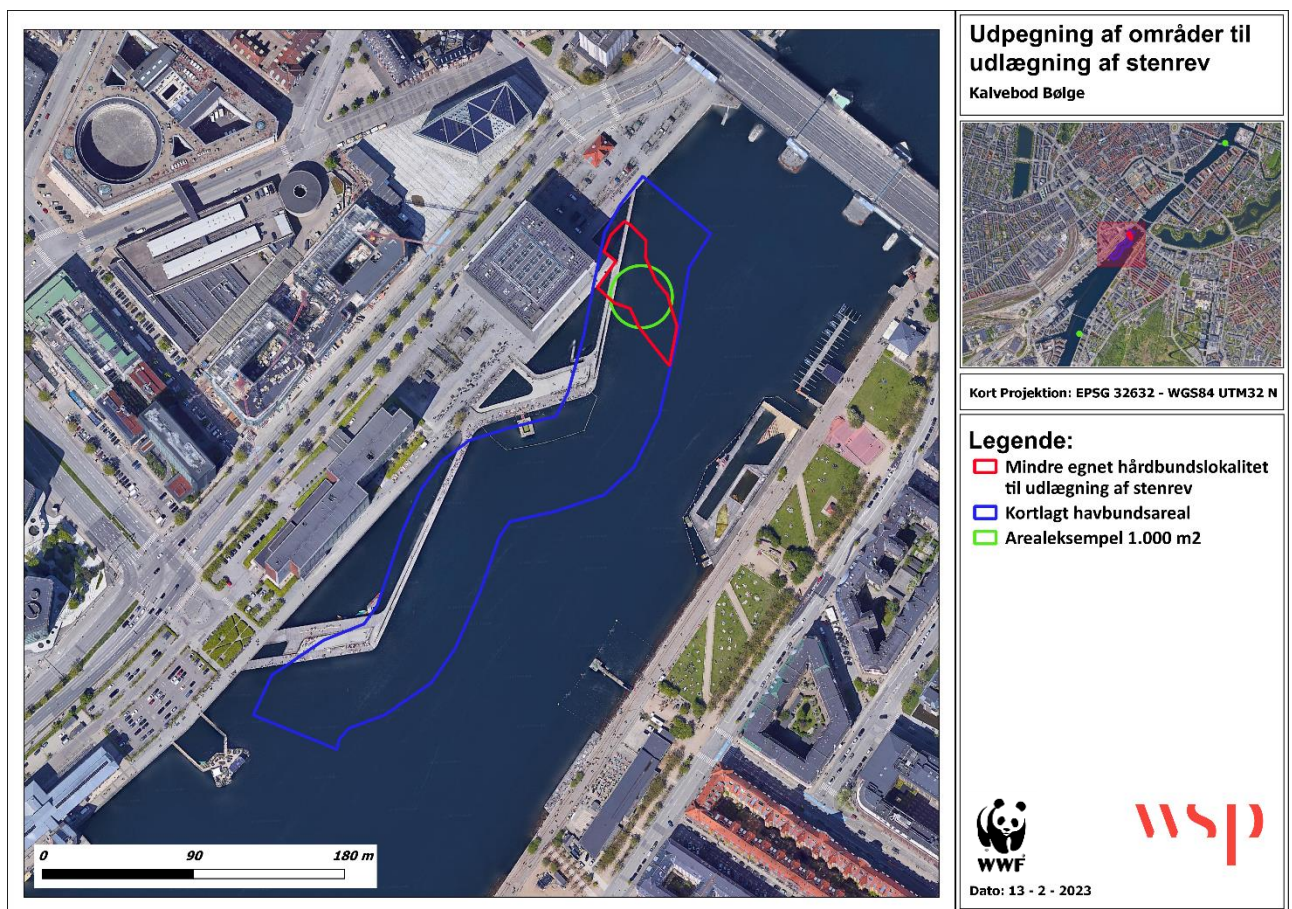 Udpegning af områder til
udlægning af stenrev
Kalvebod Bølge
Kort Projektion: EPSG 32632 - WGS84 UTM32 N
Legende:
Mindre egnet hårdbundslokalitet
til udlægning af stenrev
Kortlagt havbundsareal
Arealeksempel 1.000 m2
WWF
wsp
Dato: 13 - 2 - 2023
0 90 180 m